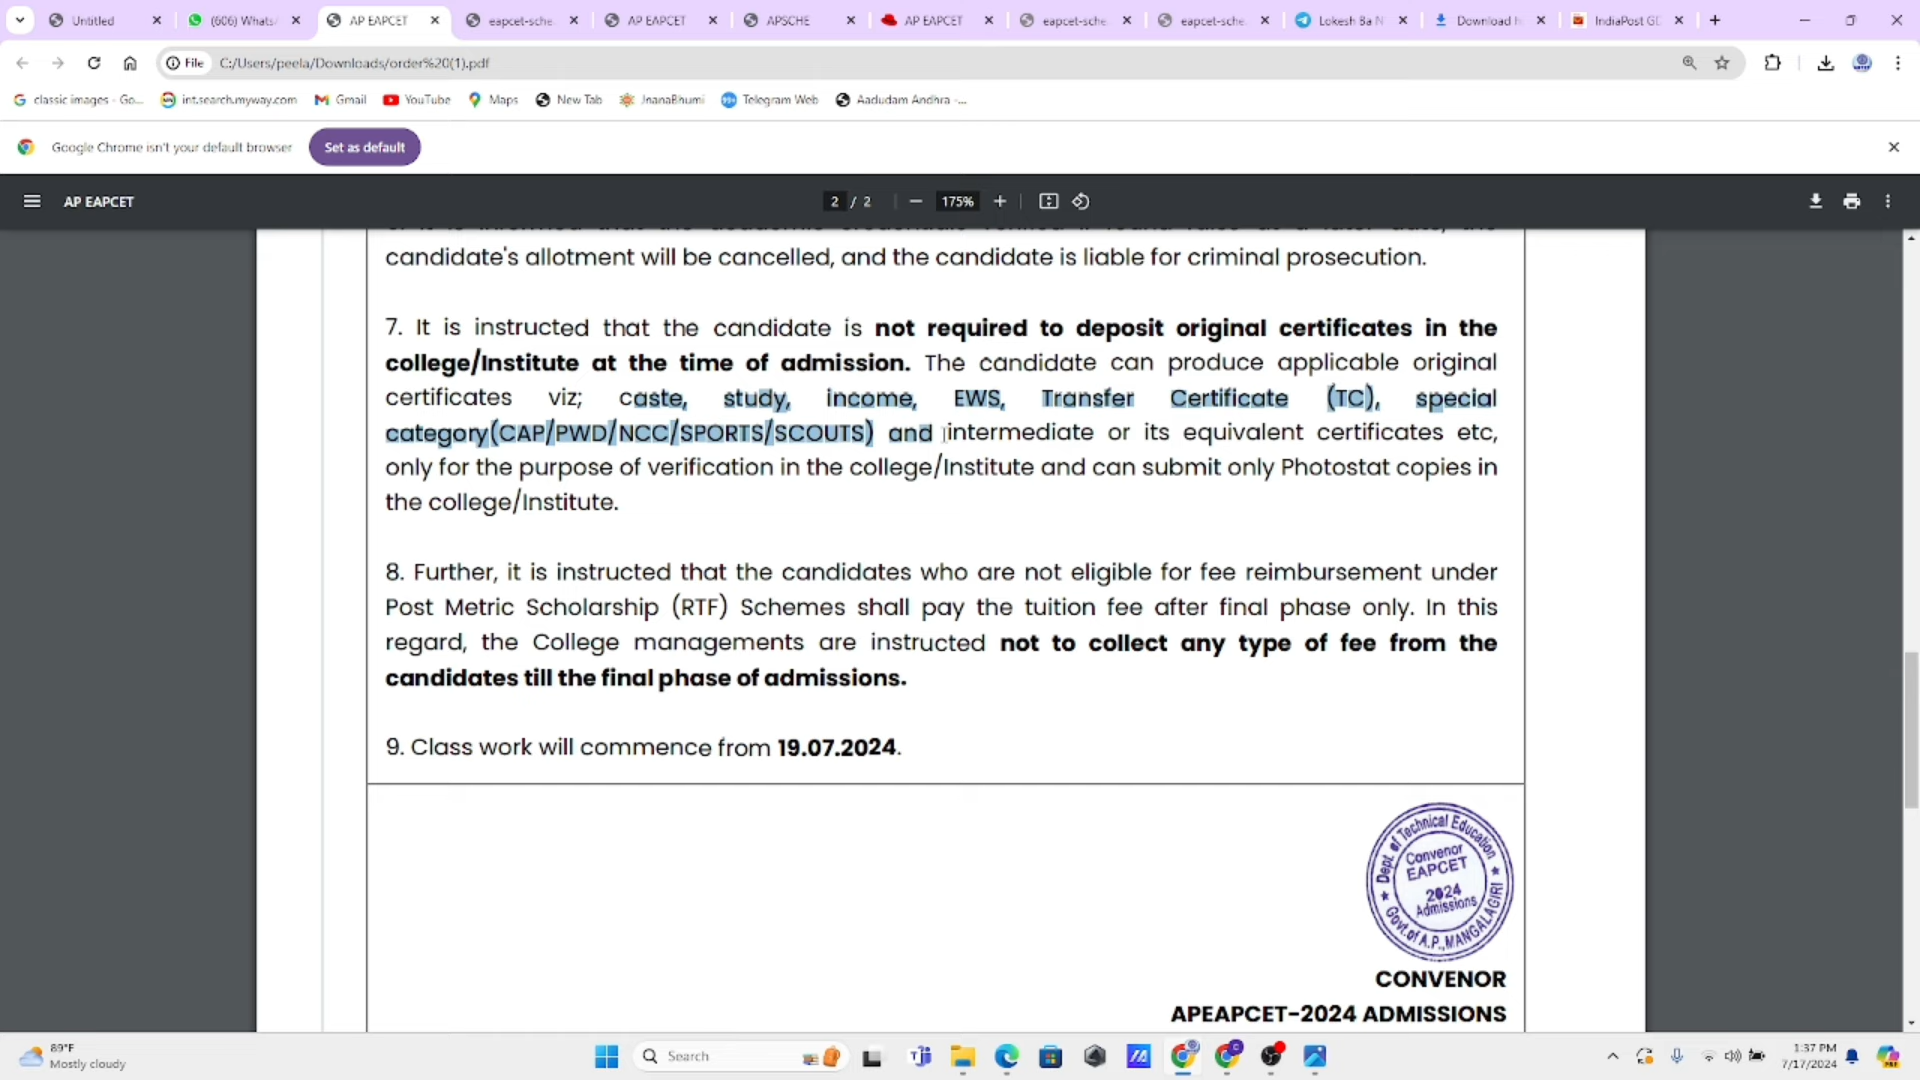 Untitled
(606) Whats
AP EAPCET
eapcet-sche
AP EAPCET
APSCHE
AP EAPCET
eapcet-sche
eapcet-sche
Lokesh Ba N
Download h
IndiaPost GD
File
C:/Users/peela/Downloads/order%20(1).pdf
classic images - Go...
int.search.myway.com
Gmail
YouTube
Maps
New Tab
JnanaBhumi
Telegram Web
Aadudam Andhra -...
Google Chrome isn't your default browser
Set as default
AP EAPCET
2 / 2
175%
candidate's allotment will be cancelled, and the candidate is liable for criminal prosecution.
7. It is instructed that the candidate is not required to deposit original certificates in the
college/Institute at the time of admission. The candidate can produce applicable original
certificates viz; caste, study, income, EWS, Transfer Certificate (TC), special
category(CAP/PWD/NCC/SPORTS/SCOUTS) and intermediate or its equivalent certificates etc,
only for the purpose of verification in the college/Institute and can submit only Photostat copies in
the college/Institute.
8. Further, it is instructed that the candidates who are not eligible for fee reimbursement under
Post Metric Scholarship (RTF) Schemes shall pay the tuition fee after final phase only. In this
regard, the College managements are instructed not to collect any type of fee from the
candidates till the final phase of admissions.
9. Class work will commence from 19.07.2024.
Dept. of Technical Education
Convenor
EAPCET
2024
Admissions
Govt.of A.P.,MANGALAGIRI
CONVENOR
APEAPCET-2024 ADMISSIONS
89°F
Mostly cloudy
Search
1:37 PM
7/17/2024